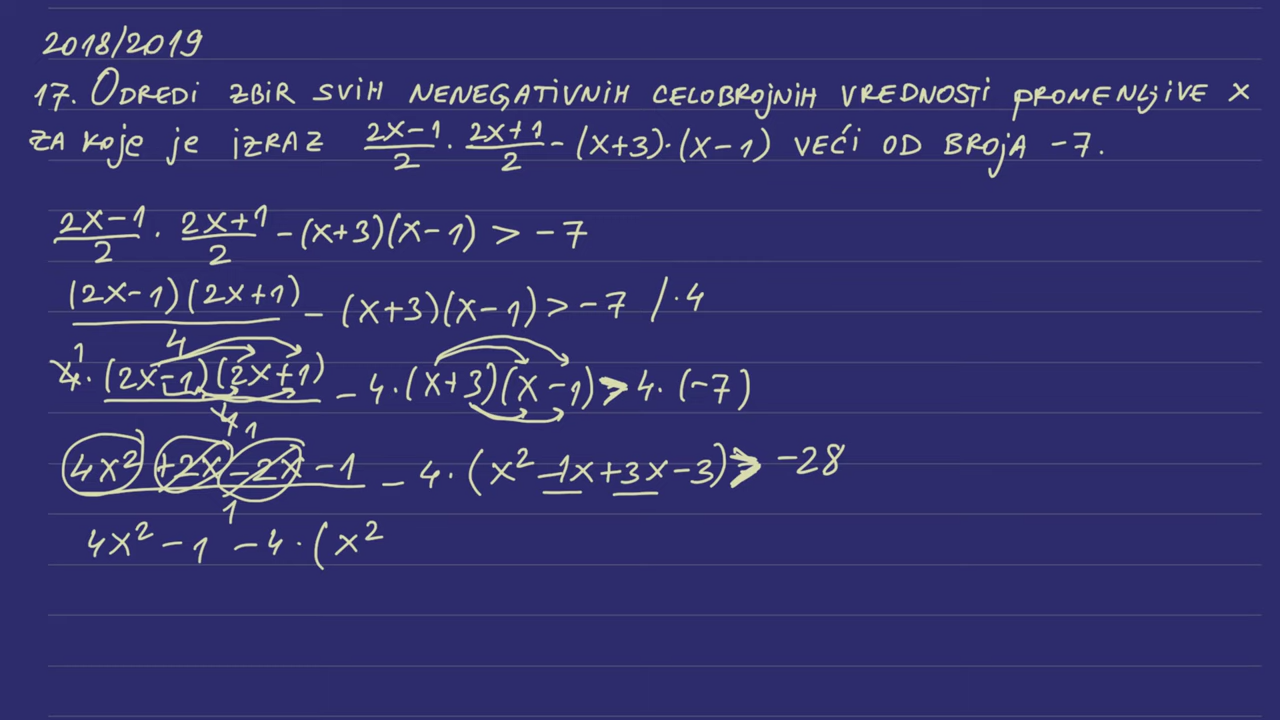 2018/2019
17. ODREDI ZBIR SVIH NENEGATIVNIH CELOBROJNIH VREDNOSTI PROMENLJIVE X
ZA KOJE JE IZRAZ (2X-1)/2 · (2X+1)/2 - (X+3)·(X-1) VEĆI OD BROJA -7.
(2X-1)/2 · (2X+1)/2 - (X+3)(X-1) > -7
(2X-1)(2X+1)/4 - (X+3)(X-1) > -7 / ·4
4¹·(2X-1)(2X+1)/4₁ - 4·(X+3)(X-1) > 4·(-7)
(4X²+2X-2X-1)/1 - 4·(X²-1X+3X-3) > -28
4X²-1-4·(X²